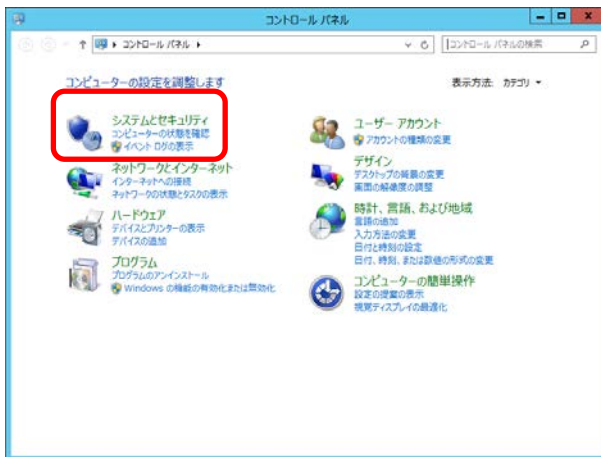 コントロール パネル
コントロール パネル
コントロール パネルの検索
コンピューターの設定を調整します
表示方法: カテゴリ
システムとセキュリティ
コンピューターの状態を確認
イベント ログの表示
ネットワークとインターネット
インターネットへの接続
ネットワークの状態とタスクの表示
ハードウェア
デバイスとプリンターの表示
デバイスの追加
プログラム
プログラムのアンインストール
Windows の機能の有効化または無効化
ユーザー アカウント
アカウントの種類の変更
デザイン
デスクトップの背景の変更
画面の解像度の調整
時計、言語、および地域
言語の追加
入力方法の変更
日付と時刻の設定
日付、時刻、または数値の形式の変更
コンピューターの簡単操作
設定の提案の表示
視覚ディスプレイの最適化